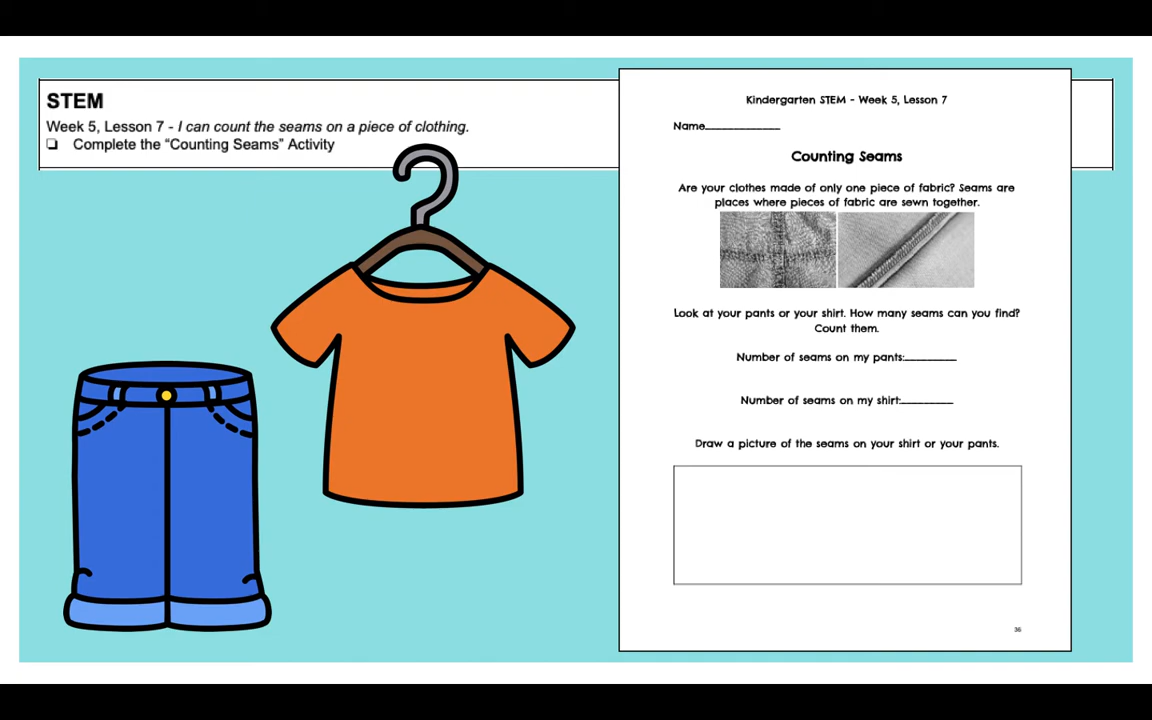 STEM
Week 5, Lesson 7 - I can count the seams on a piece of clothing.
❑ Complete the “Counting Seams” Activity
Kindergarten STEM - Week 5, Lesson 7
Name____________
Counting Seams
Are your clothes made of only one piece of fabric? Seams are
places where pieces of fabric are sewn together.
Look at your pants or your shirt. How many seams can you find?
Count them.
Number of seams on my pants:________
Number of seams on my shirt:________
Draw a picture of the seams on your shirt or your pants.
36